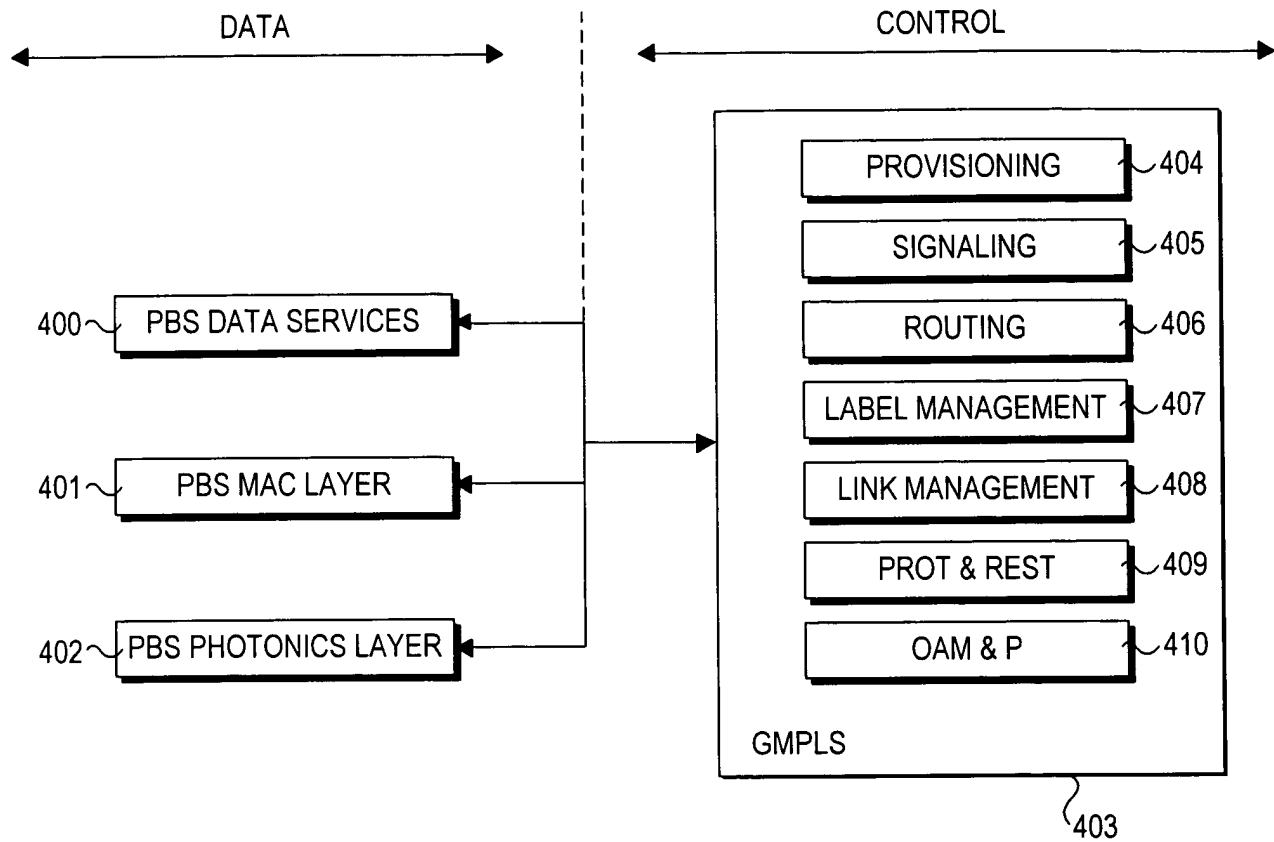 DATA
CONTROL
PROVISIONING 404
SIGNALING 405
400 PBS DATA SERVICES
ROUTING 406
LABEL MANAGEMENT 407
401 PBS MAC LAYER
LINK MANAGEMENT 408
PROT & REST 409
402 PBS PHOTONICS LAYER
OAM & P 410
GMPLS
403